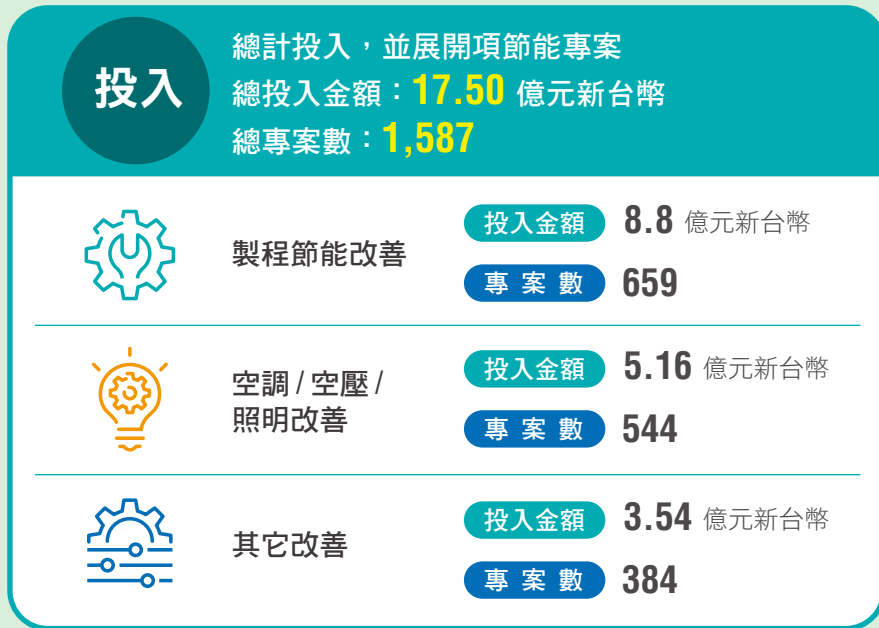 投入
總計投入，並展開項節能專案
總投入金額：17.50 億元新台幣
總專案數：1,587
製程節能改善
投入金額 8.8 億元新台幣
專案數 659
空調 / 空壓 /
照明改善
投入金額 5.16 億元新台幣
專案數 544
其它改善
投入金額 3.54 億元新台幣
專案數 384